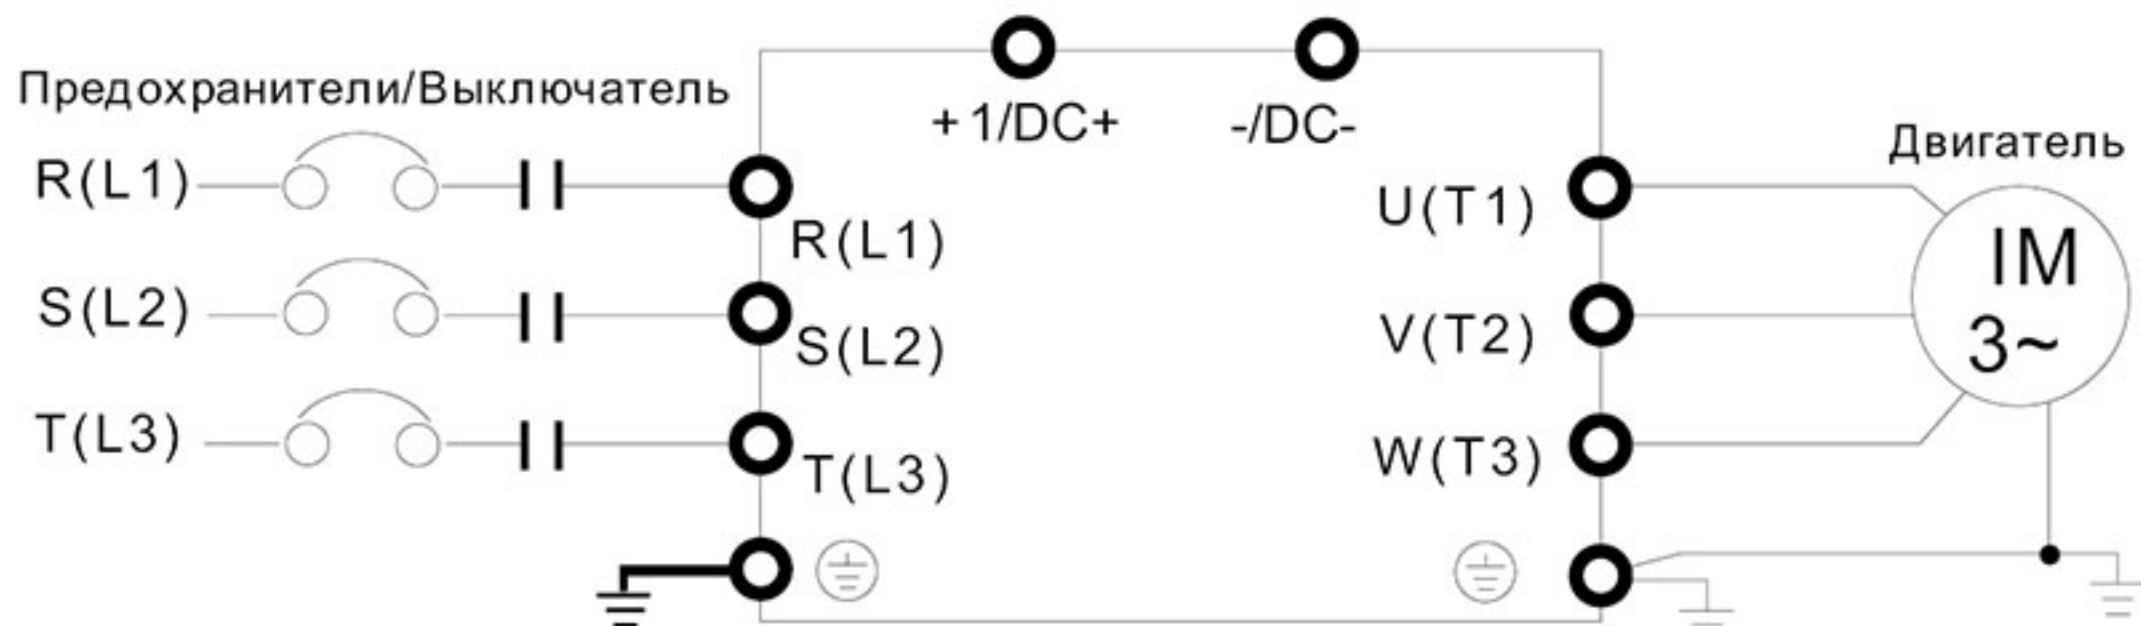 Предохранители/Выключатель
R(L1)
S(L2)
T(L3)
+1/DC+
-/DC-
R(L1)
S(L2)
T(L3)
U(T1)
V(T2)
W(T3)
Двигатель
IM
3~